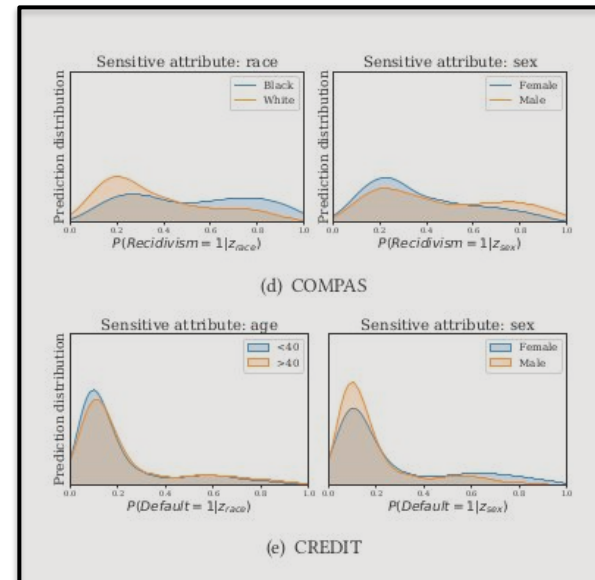 Sensitive attribute: race
Prediction distribution
Black
White
0.0 0.2 0.4 0.6 0.8 1.0
P(Recidivism = 1|z_race)
Sensitive attribute: sex
Prediction distribution
Female
Male
0.0 0.2 0.4 0.6 0.8 1.0
P(Recidivism = 1|z_sex)
(d) COMPAS
Sensitive attribute: age
Prediction distribution
<40
>40
0.0 0.2 0.4 0.6 0.8 1.0
P(Default = 1|z_race)
Sensitive attribute: sex
Prediction distribution
Female
Male
0.0 0.2 0.4 0.6 0.8 1.0
P(Default = 1|z_sex)
(e) CREDIT